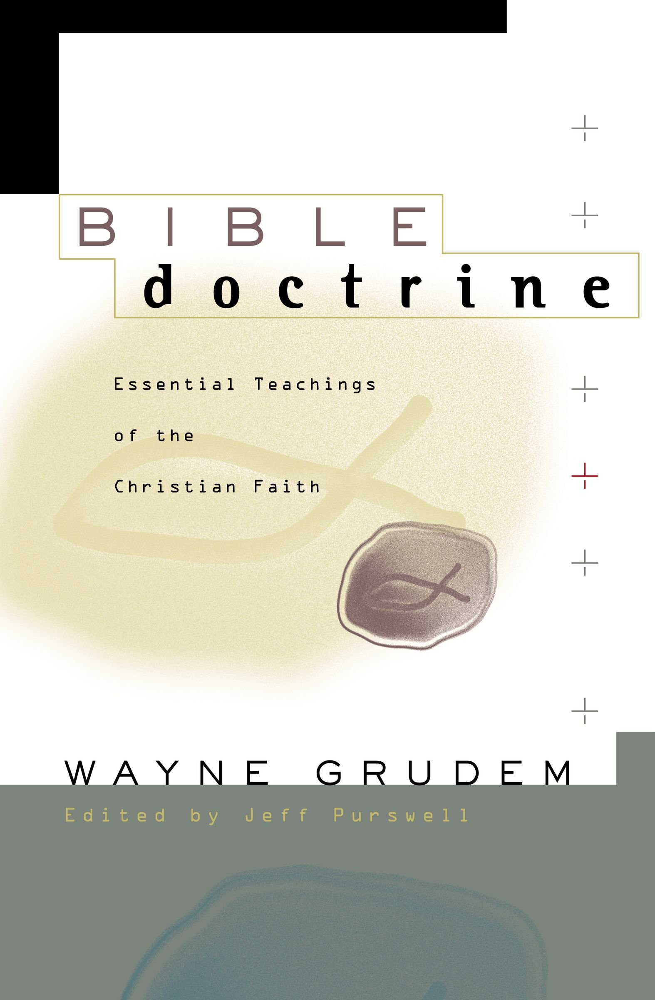 BIBLE
doctrine
Essential Teachings
of the
Christian Faith
WAYNE GRUDEM
Edited by Jeff Purswell